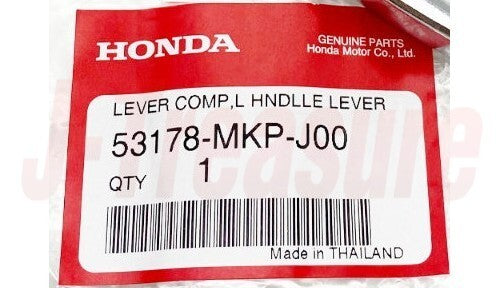 HONDA
GENUINE PARTS
Honda Motor Co., Ltd.
LEVER COMP,L HNDLLE LEVER
53178-MKP-J00
QTY 1
Made in THAILAND
J-Treasure